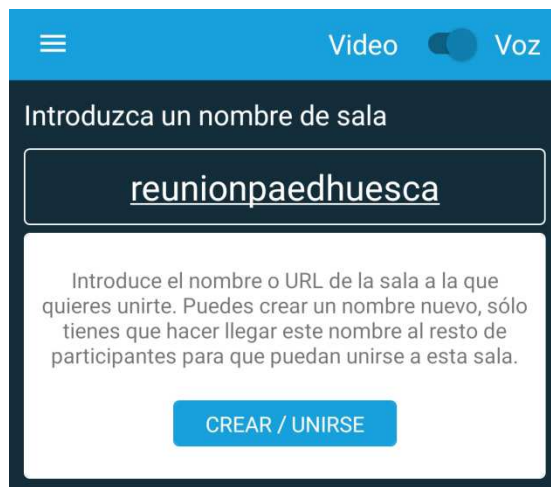 Video Voz
Introduzca un nombre de sala
reunionpaedhuesca
Introduce el nombre o URL de la sala a la que
quieres unirte. Puedes crear un nombre nuevo, sólo
tienes que hacer llegar este nombre al resto de
participantes para que puedan unirse a esta sala.
CREAR / UNIRSE